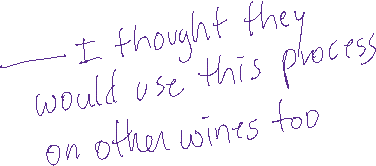 I thought they
would use this process
on other wines too